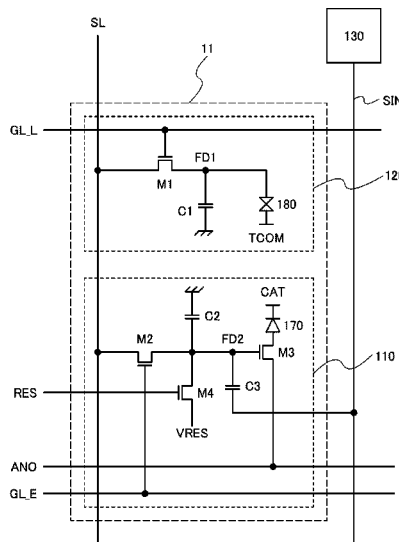 SL
130
11
SIN
GL_L
FD1
M1
C1
180
TCOM
CAT
C2
170
M2
FD2
M3
110
RES
M4
C3
VRES
ANO
GL_E